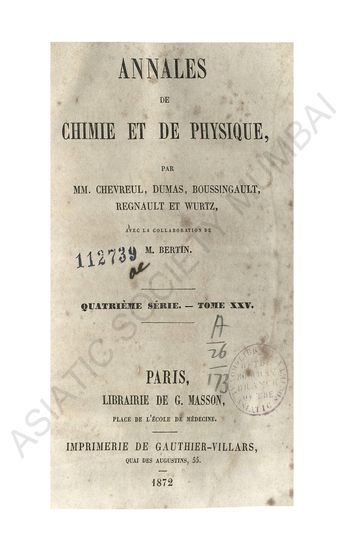 ANNALES
DE
CHIMIE ET DE PHYSIQUE,
PAR
MM. CHEVREUL, DUMAS, BOUSSINGAULT,
REGNAULT ET WURTZ,
AVEC LA COLLABORATION DE
M. BERTIN.
112739
QUATRIÈME SÉRIE. — TOME XXV.
A
26
173
PARIS,
LIBRAIRIE DE G. MASSON,
PLACE DE L'ÉCOLE DE MÉDECINE.
IMPRIMERIE DE GAUTHIER-VILLARS,
QUAI DES AUGUSTINS, 55.
1872
ASIATIC SOCIETY MUMBAI